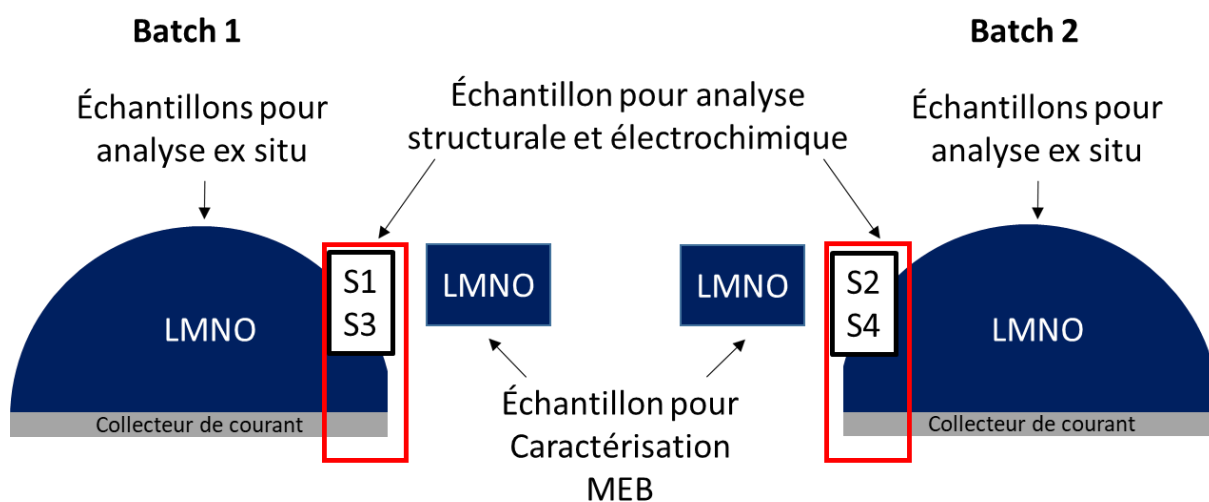 Batch 1
Batch 2
Échantillons pour
analyse ex situ
Échantillon pour analyse
structurale et électrochimique
Échantillons pour
analyse ex situ
LMNO
S1
S3
LMNO
LMNO
S2
S4
LMNO
Collecteur de courant
Échantillon pour
Caractérisation
MEB
Collecteur de courant